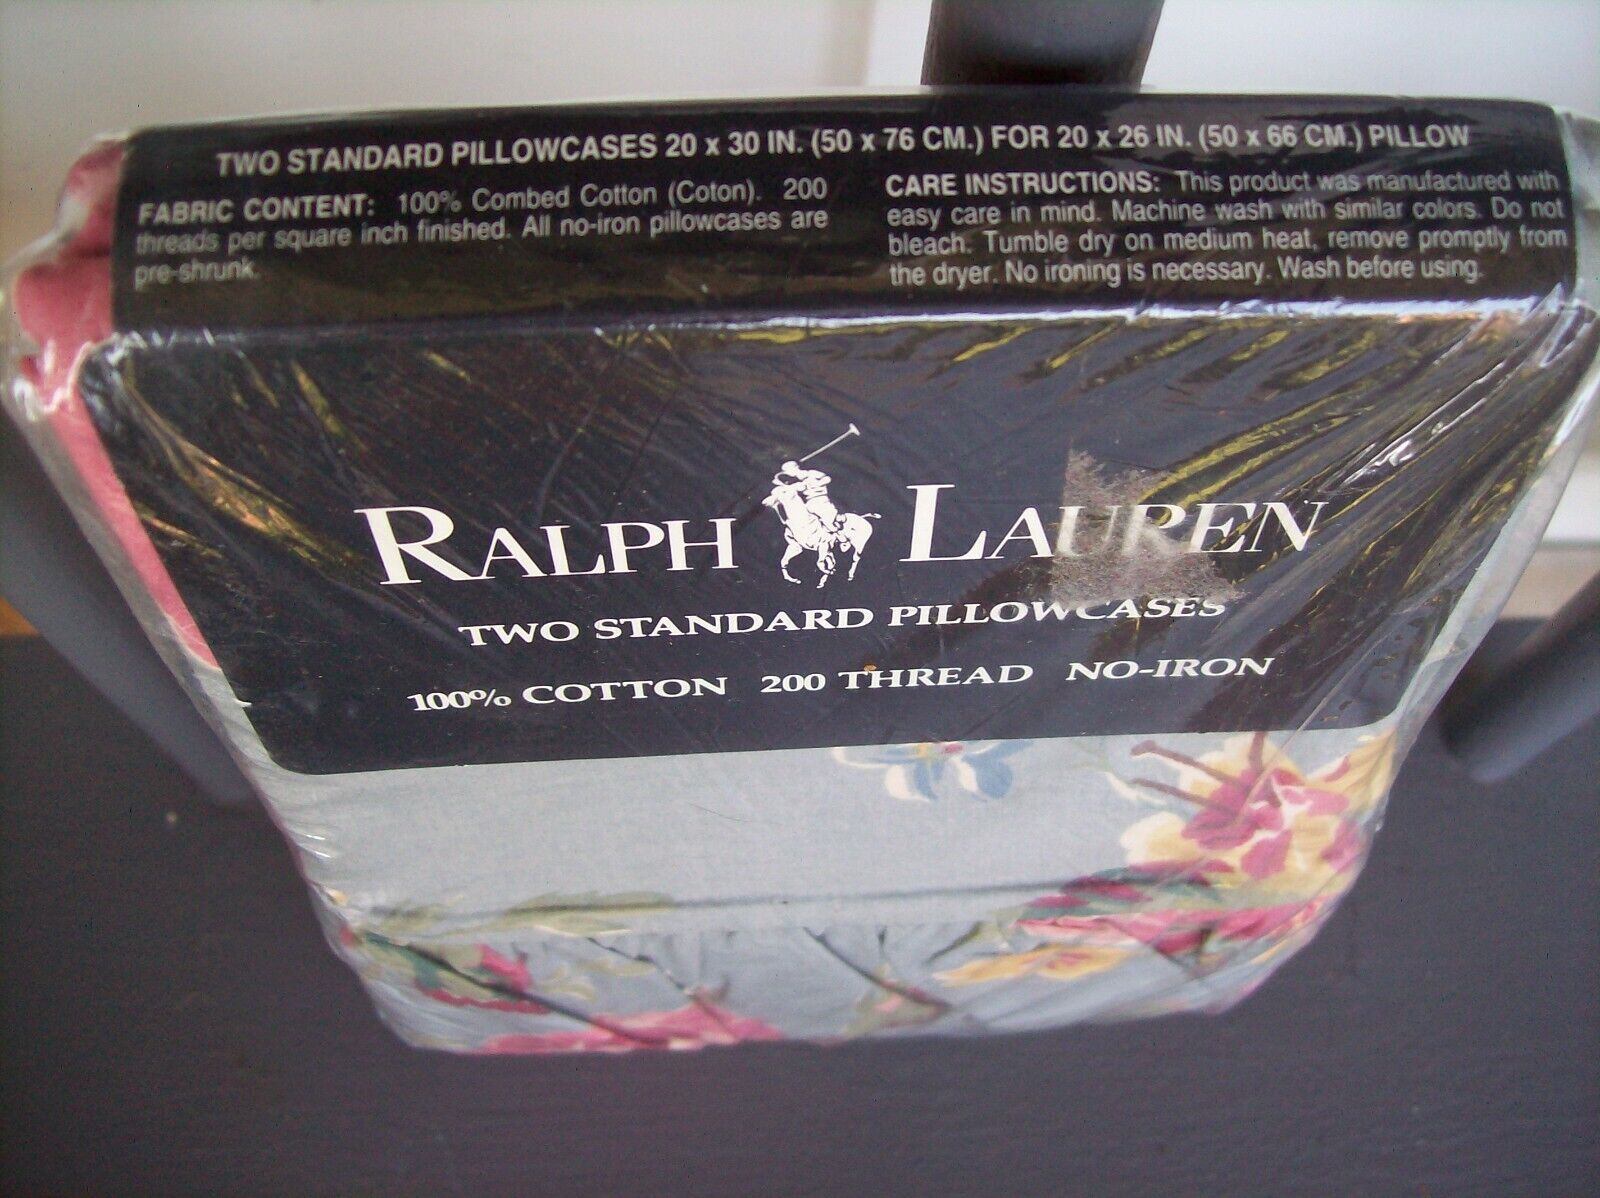 TWO STANDARD PILLOWCASES 20 x 30 IN. (50 x 76 CM.) FOR 20 x 26 IN. (50 x 66 CM.) PILLOW
FABRIC CONTENT: 100% Combed Cotton (Coton). 200
threads per square inch finished. All no-iron pillowcases are
pre-shrunk.
CARE INSTRUCTIONS: This product was manufactured with
easy care in mind. Machine wash with similar colors. Do not
bleach. Tumble dry on medium heat, remove promptly from
the dryer. No ironing is necessary. Wash before using.
RALPH LAUREN
TWO STANDARD PILLOWCASES
100% COTTON 200 THREAD NO-IRON